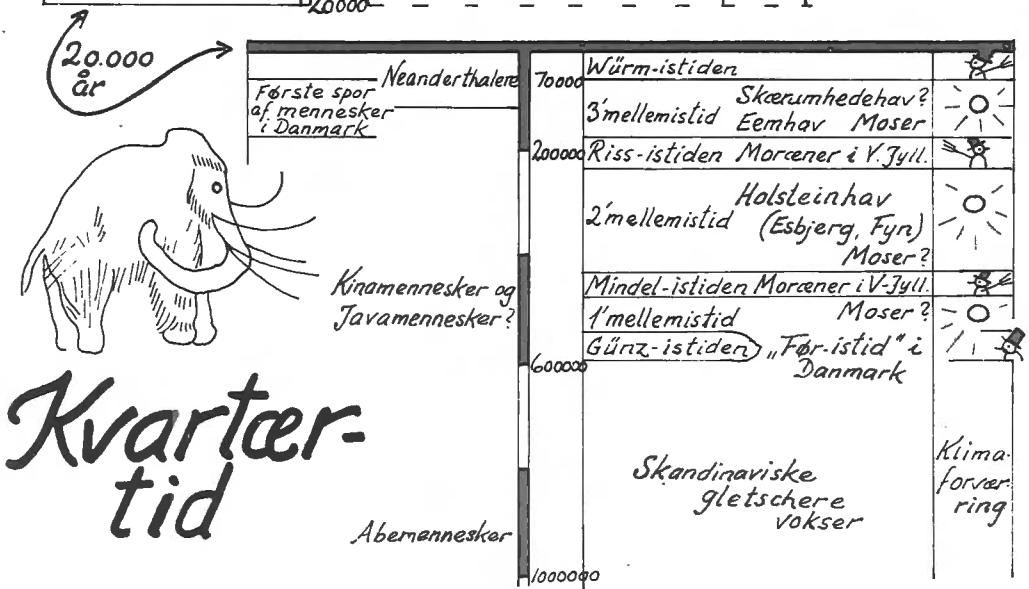 20000
20.000
år
Neanderthalere
Første spor
af mennesker
i Danmark
70000
Würm-istiden
3'mellemistid
Skærumhedehav?
Eemhav Moser
200000
Riss-istiden Moræner i V. Jyll.
2'mellemistid
Holsteinhav
(Esbjerg, Fyn)
Moser?
Kinamennesker og
Javamennesker?
Mindel-istiden Moræner i V-Jyll.
1'mellemistid
Moser?
Günz-istiden „Før-istid" i
Danmark
600000
Kvartær-
tid
Skandinaviske
gletschere
vokser
Klima-
forvær-
ring
Abemennesker
1000000